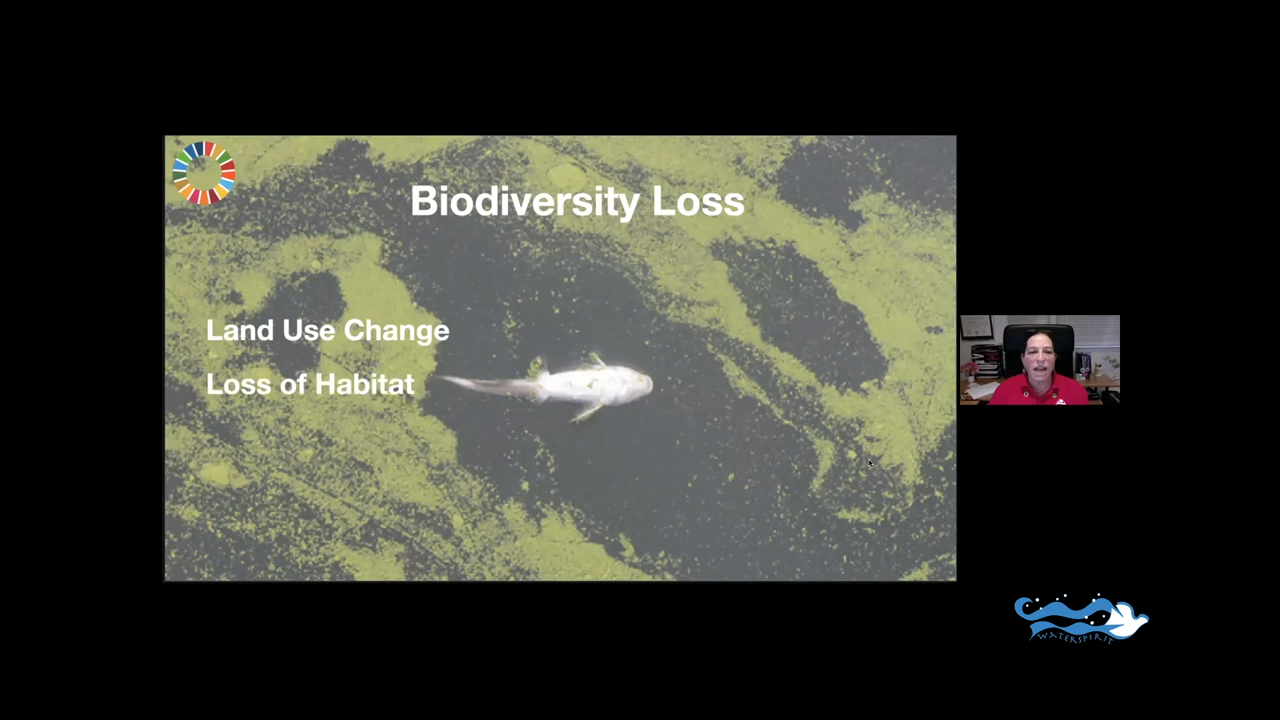 Biodiversity Loss
Land Use Change
Loss of Habitat
WATERSPIRIT